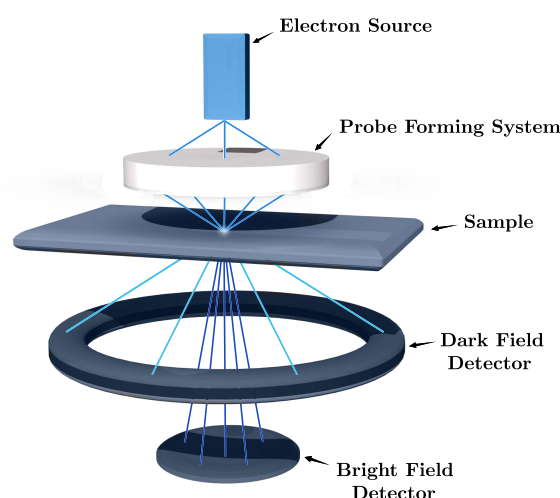 Electron Source
Probe Forming System
Sample
Dark Field
Detector
Bright Field
Detector